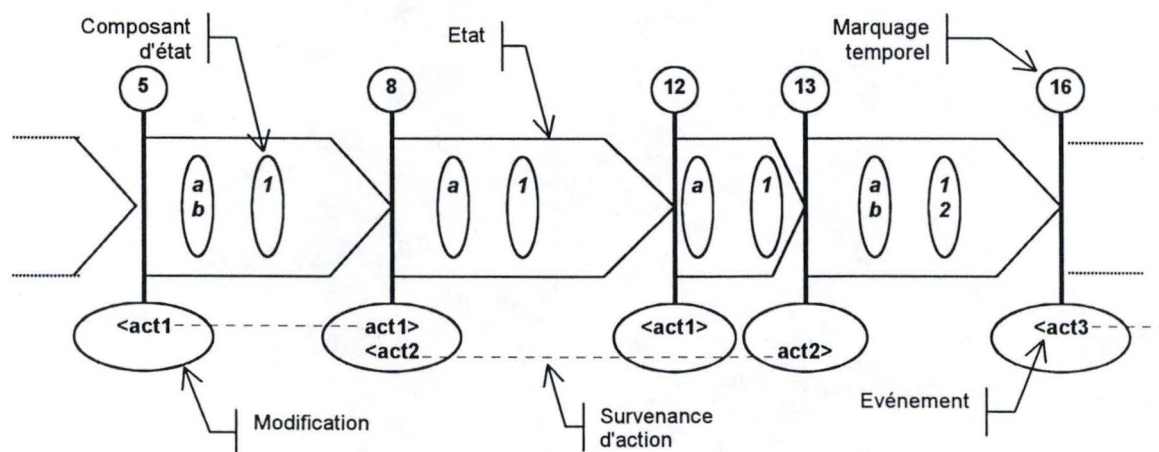 Composant
d'état
Etat
Marquage
temporel
5
8
12
13
16
a
b
1
a
1
a
1
a
b
1
2
<act1
act1>
<act2
<act1>
act2>
<act3
Modification
Survenance
d'action
Evénement